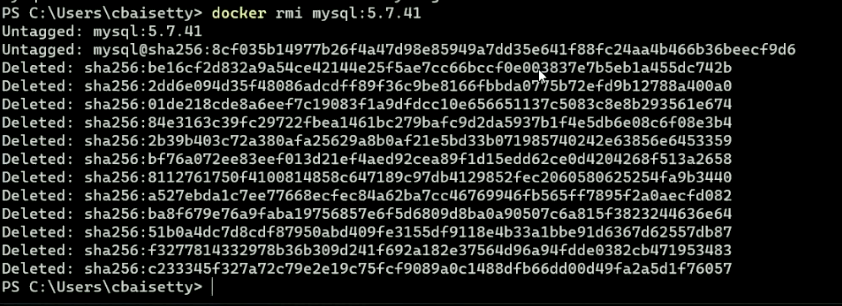 PS C:\Users\cbaisetty> docker rmi mysql:5.7.41
Untagged: mysql:5.7.41
Untagged: mysql@sha256:8cf035b14977b26f4a47d98e85949a7dd35e641f88fc24aa4b466b36beecf9d6
Deleted: sha256:be16cf2d832a9a54ce42144e25f5ae7cc66bccf0e003837e7b5eb1a455dc742b
Deleted: sha256:2dd6e094d35f48086adcdff89f36c9be8166fbbda0775b72efd9b12788a400a0
Deleted: sha256:01de218cde8a6eef7c19083f1a9dfdcc10e656651137c5083c8e8b293561e674
Deleted: sha256:84e3163c39fc29722fbea1461bc279bafc9d2da5937b1f4e5db6e08c6f08e3b4
Deleted: sha256:2b39b403c72a380afa25629a8b0af21e5bd33b071985740242e63856e6453359
Deleted: sha256:bf76a072ee83eef013d21ef4aed92cea89f1d15edd62ce0d4204268f513a2658
Deleted: sha256:8112761750f4100814858c647189c97db4129852fec2060580625254fa9b3440
Deleted: sha256:a527ebda1c7ee77668ecfec84a62ba7cc46769946fb565ff7895f2a0aecfd082
Deleted: sha256:ba8f679e76a9faba19756857e6f5d6809d8ba0a90507c6a815f3823244636e64
Deleted: sha256:51b0a4dc7d8cdf87950abd409fe3155df9118e4b33a1bbe91d6367d62557db87
Deleted: sha256:f3277814332978b36b309d241f692a182e37564d96a94fdde0382cb471953483
Deleted: sha256:c233345f327a72c79e2e19c75fcf9089a0c1488dfb66dd00d49fa2a5d1f76057
PS C:\Users\cbaisetty>